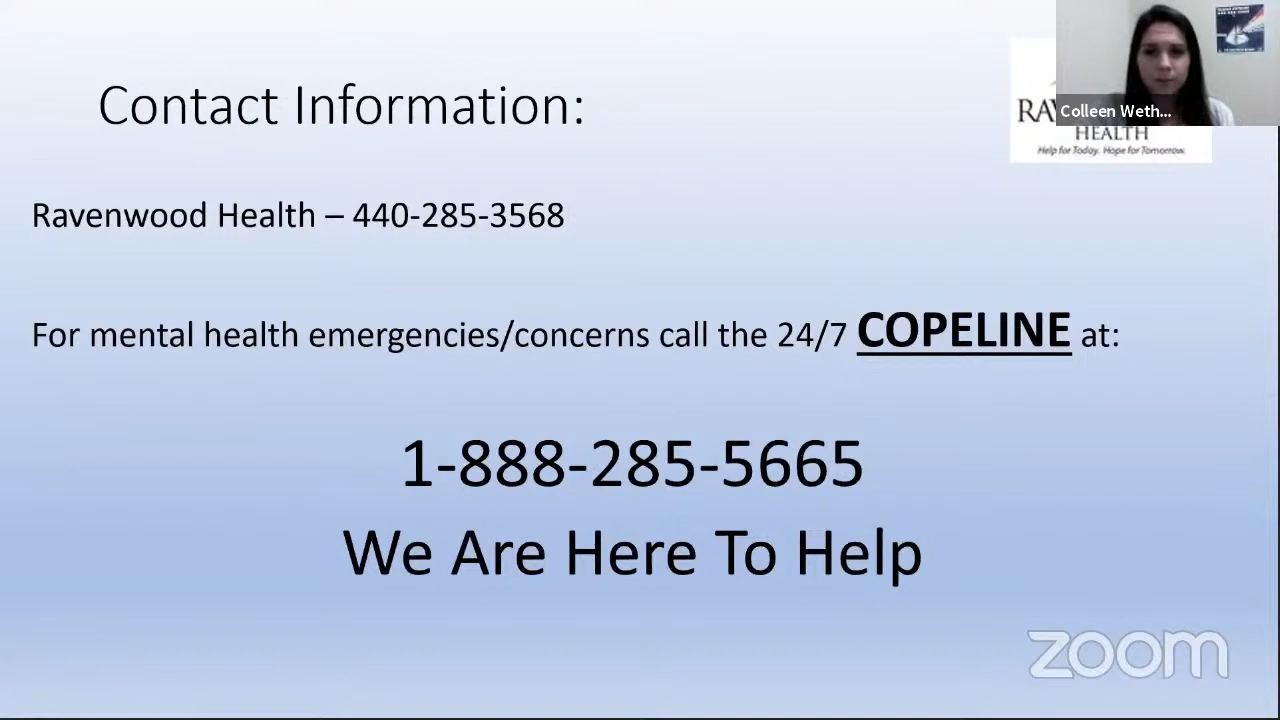 Contact Information:
Colleen Weth...
HEALTH
Help for Today. Hope for Tomorrow.
Ravenwood Health – 440-285-3568
For mental health emergencies/concerns call the 24/7 COPELINE at:
1-888-285-5665
We Are Here To Help
zoom